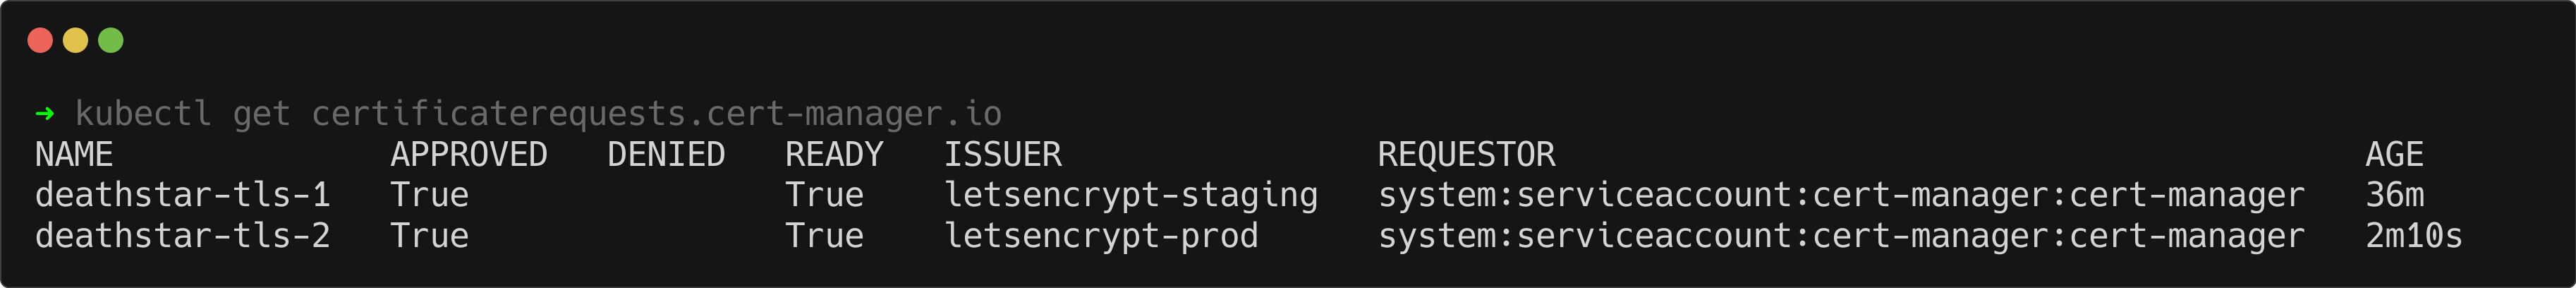 ➜ kubectl get certificaterequests.cert-manager.io
NAME APPROVED DENIED READY ISSUER REQUESTOR AGE
deathstar-tls-1 True True letsencrypt-staging system:serviceaccount:cert-manager:cert-manager 36m
deathstar-tls-2 True True letsencrypt-prod system:serviceaccount:cert-manager:cert-manager 2m10s